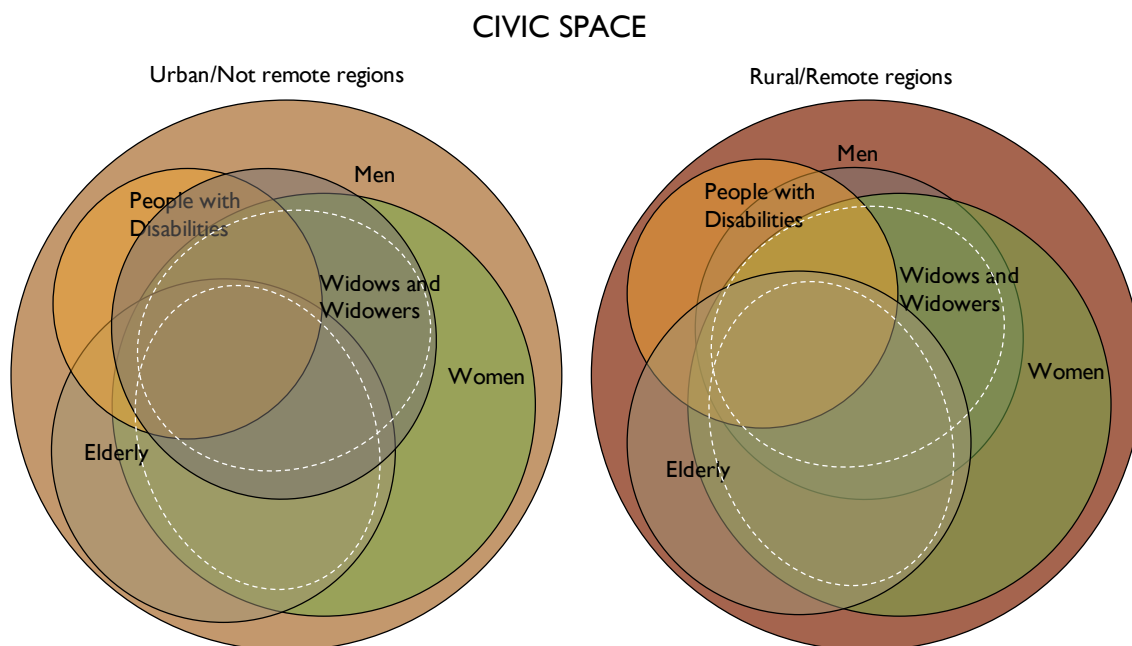 CIVIC SPACE
Urban/Not remote regions
Men
People with
Disabilities
Widows and
Widowers
Women
Elderly
Rural/Remote regions
Men
People with
Disabilities
Widows and
Widowers
Women
Elderly